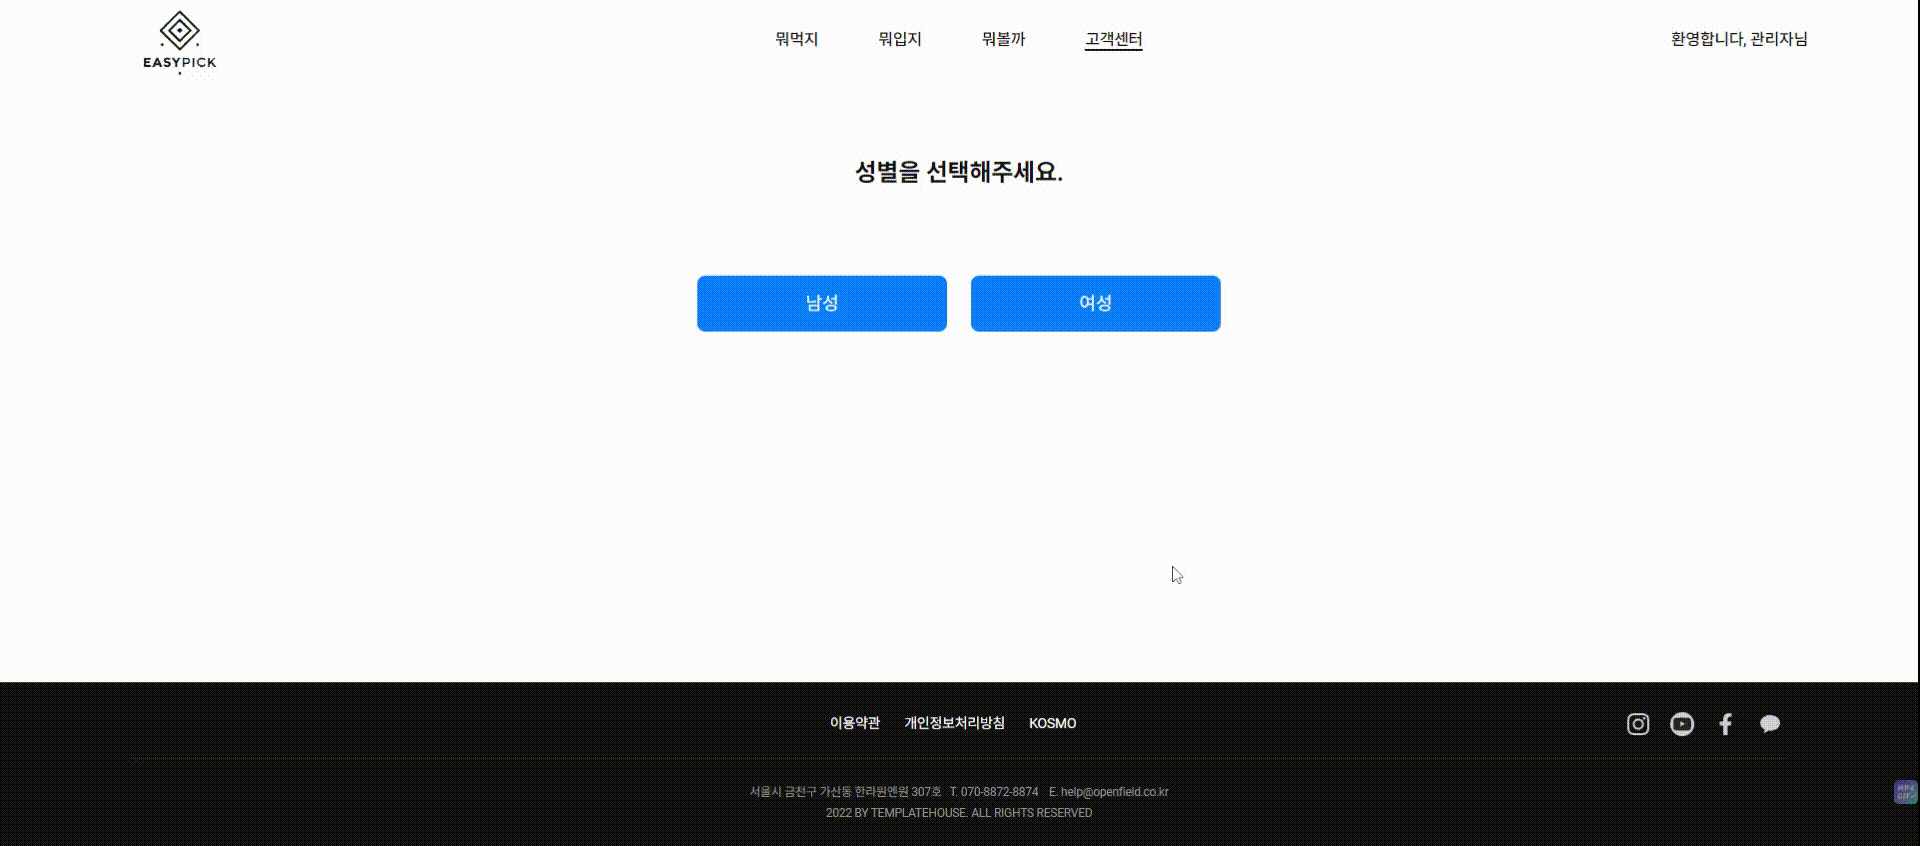 EASYPICK
뭐먹지 뭐입지 뭐볼까 고객센터
환영합니다, 관리자님
성별을 선택해주세요.
남성 여성
이용약관 개인정보처리방침 KOSMO
서울시 금천구 가산동 한라원엔원 307호 T. 070-8872-8874 E. help@openfield.co.kr
2022 BY TEMPLATEHOUSE. ALL RIGHTS RESERVED
MP4
GIF